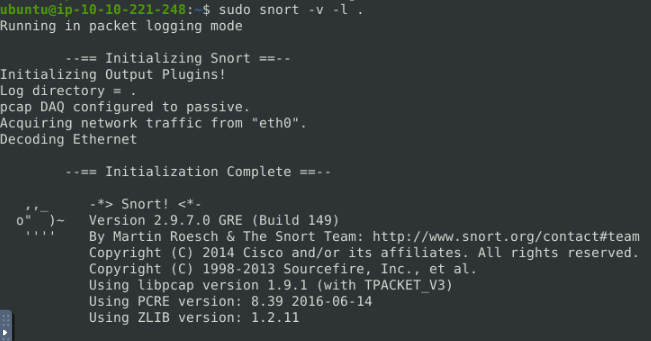 ubuntu@ip-10-10-221-248:~$ sudo snort -v -l .
Running in packet logging mode
--== Initializing Snort ==--
Initializing Output Plugins!
Log directory = .
pcap DAQ configured to passive.
Acquiring network traffic from "eth0".
Decoding Ethernet
--== Initialization Complete ==--
,,_     -*> Snort! <*-
o"  )~   Version 2.9.7.0 GRE (Build 149)
''''    By Martin Roesch & The Snort Team: http://www.snort.org/contact#team
Copyright (C) 2014 Cisco and/or its affiliates. All rights reserved.
Copyright (C) 1998-2013 Sourcefire, Inc., et al.
Using libpcap version 1.9.1 (with TPACKET_V3)
Using PCRE version: 8.39 2016-06-14
Using ZLIB version: 1.2.11